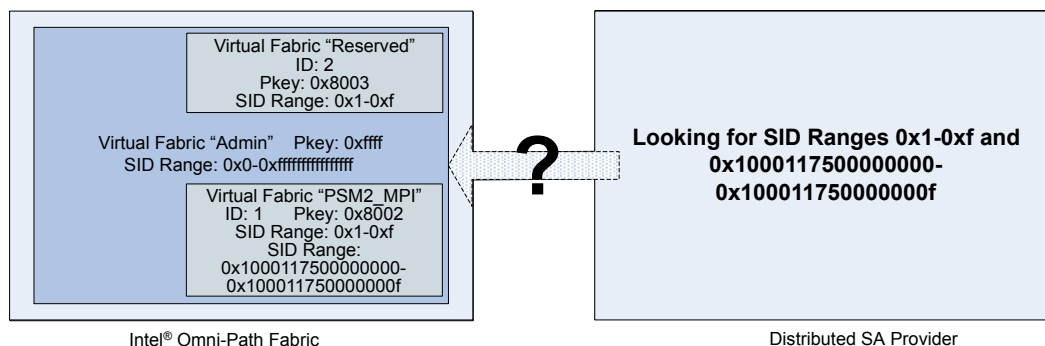 Virtual Fabric “Reserved”
ID: 2
Pkey: 0x8003
SID Range: 0x1-0xf
Virtual Fabric “Admin” Pkey: 0xffff
SID Range: 0x0-0xffffffffffffffff
Virtual Fabric “PSM2_MPI”
ID: 1 Pkey: 0x8002
SID Range: 0x1-0xf
SID Range:
0x1000117500000000-
0x100011750000000f
?
Looking for SID Ranges 0x1-0xf and
0x1000117500000000-
0x100011750000000f
Intel® Omni-Path Fabric
Distributed SA Provider